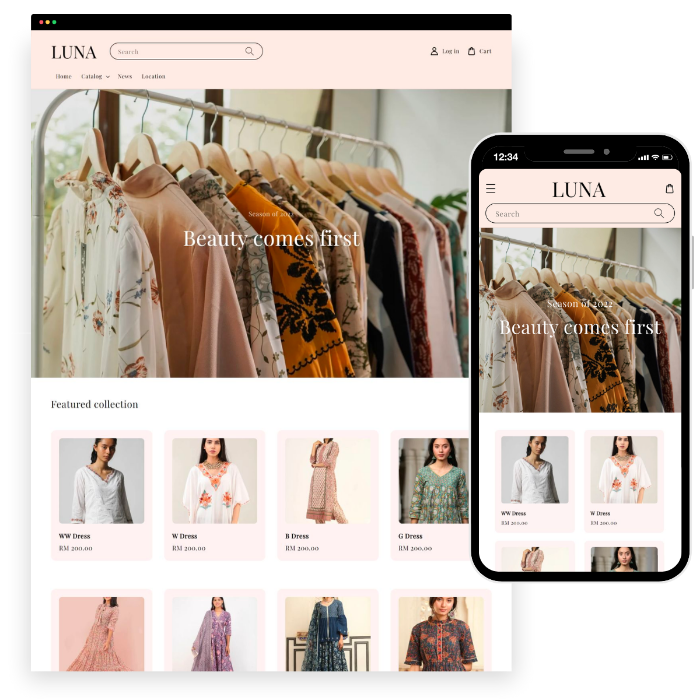 LUNA
Search
Log in
Cart
Home
Catalog
News
Location
Season of 2022
Beauty comes first
Featured collection
WW Dress
RM 200.00
W Dress
RM 200.00
B Dress
RM 200.00
G Dress
RM 200.00
12:34
LUNA
Search
Season of 2022
Beauty comes first
WW Dress
RM 200.00
W Dress
RM 200.00